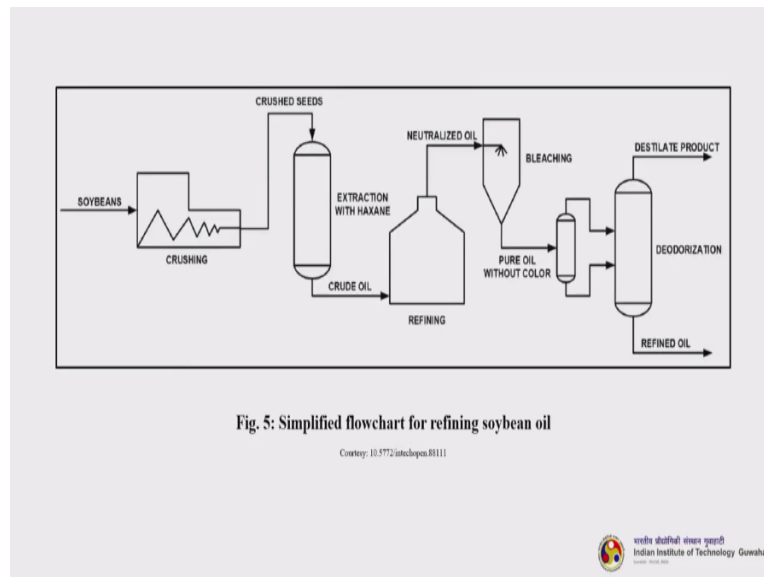 CRUSHED SEEDS
SOYBEANS
CRUSHING
EXTRACTION
WITH HAXANE
CRUDE OIL
NEUTRALIZED OIL
REFINING
BLEACHING
PURE OIL
WITHOUT COLOR
DESTILATE PRODUCT
DEODORIZATION
REFINED OIL
Fig. 5: Simplified flowchart for refining soybean oil
Courtesy: 10.5772/intechopen.88111
भारतीय प्रौद्योगिकी संस्थान गुवाहाटी
Indian Institute of Technology Guwaha